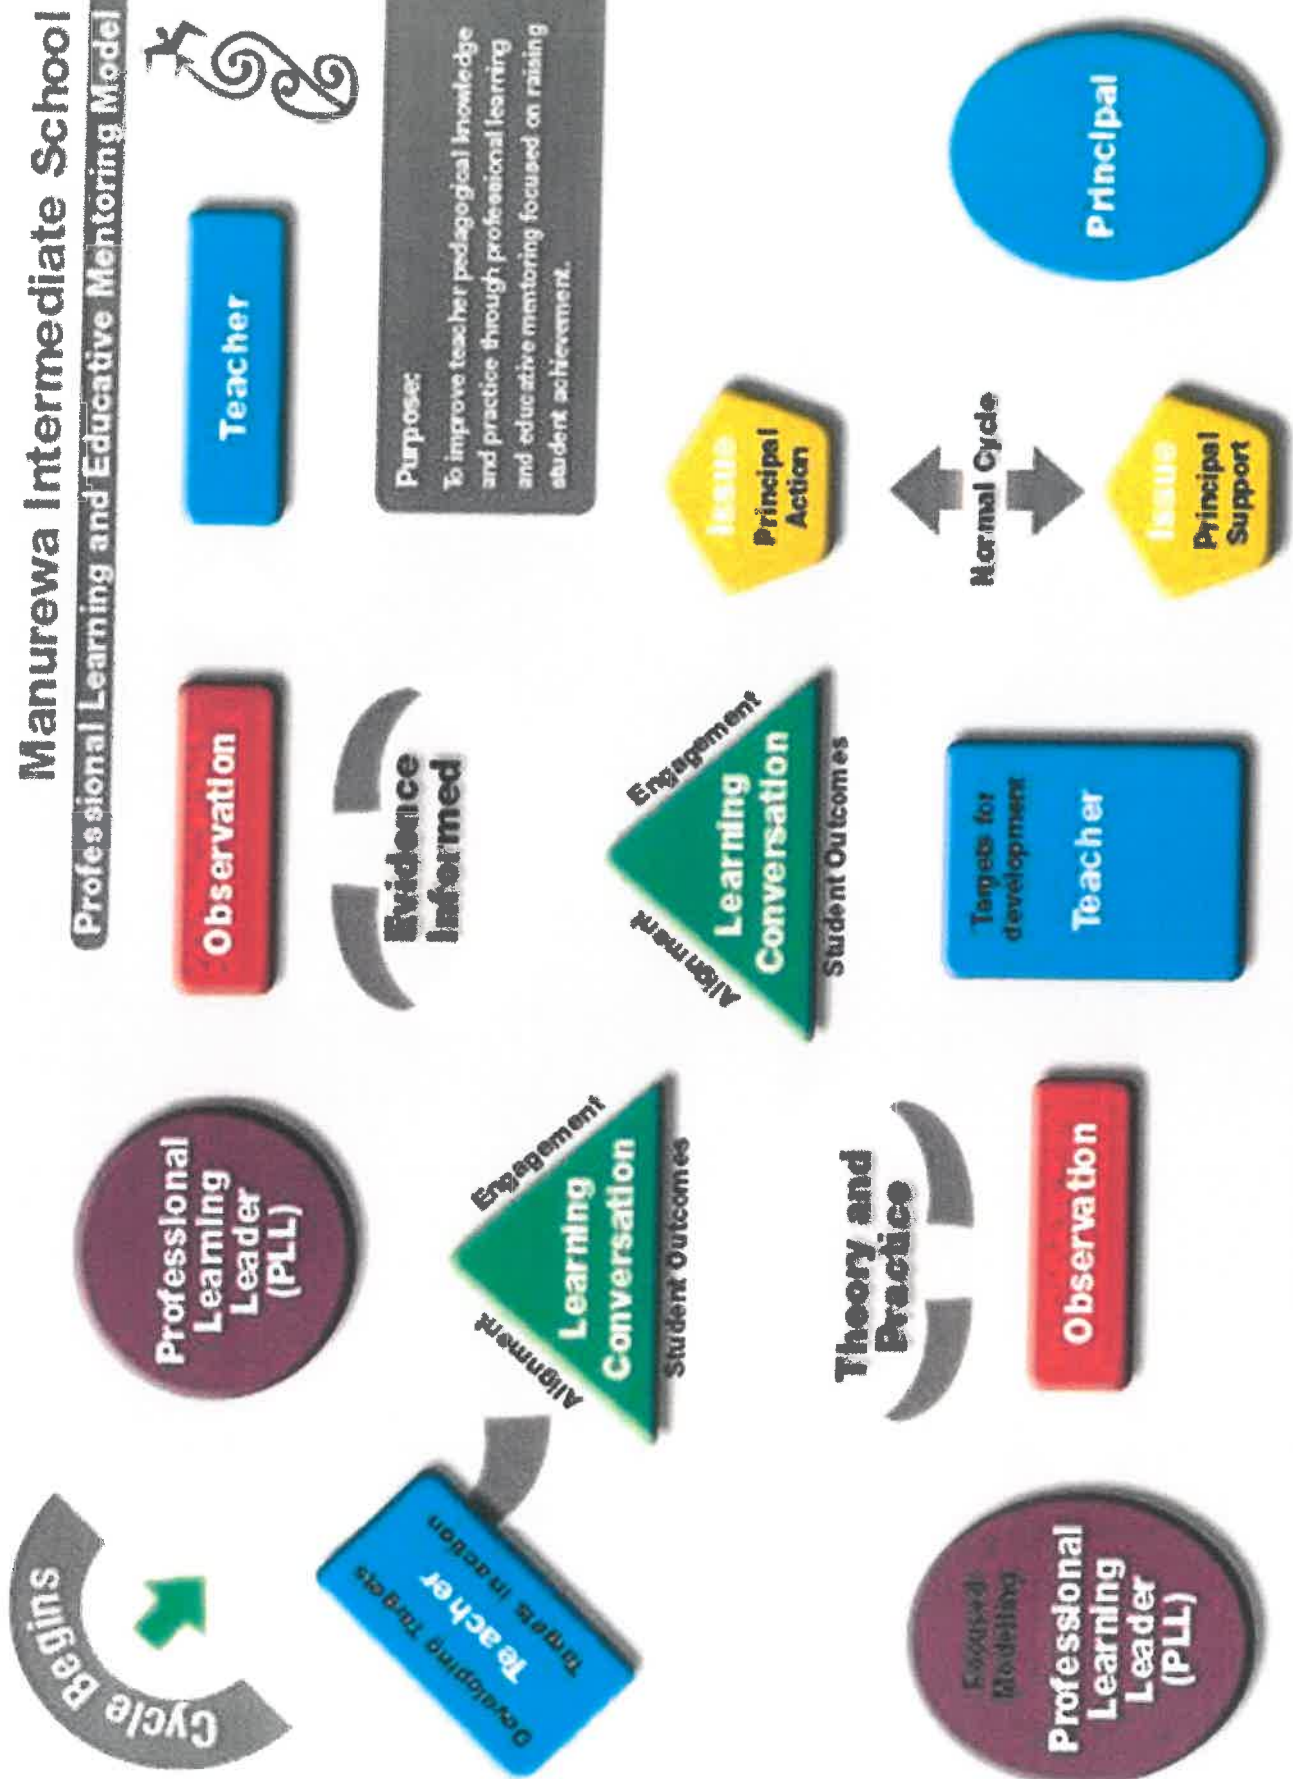 Manurewa Intermediate School
Professional Learning and Educative Mentoring Model
Cycle Begins
Professional
Learning
Leader
(PLL)
Observation
Teacher
Evidence
Informed
Purpose:
To improve teacher pedagogical knowledge
and practice through professional learning
and educative mentoring focused on raising
student achievement.
Developing Targets
Teacher
Targets in action
Alignment
Engagement
Learning
Conversation
Student Outcomes
Alignment
Engagement
Learning
Conversation
Student Outcomes
Issue
Principal
Action
Normal Cycle
Issue
Principal
Support
Theory and
Practice
Focused
Modelling
Professional
Learning
Leader
(PLL)
Observation
Targets for
development
Teacher
Principal